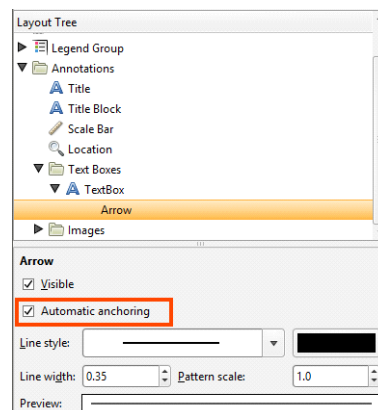 Layout Tree
Legend Group
Annotations
Title
Title Block
Scale Bar
Location
Text Boxes
TextBox
Arrow
Images
Arrow
Visible
Automatic anchoring
Line style:
Line width: 0.35 Pattern scale: 1.0
Preview: